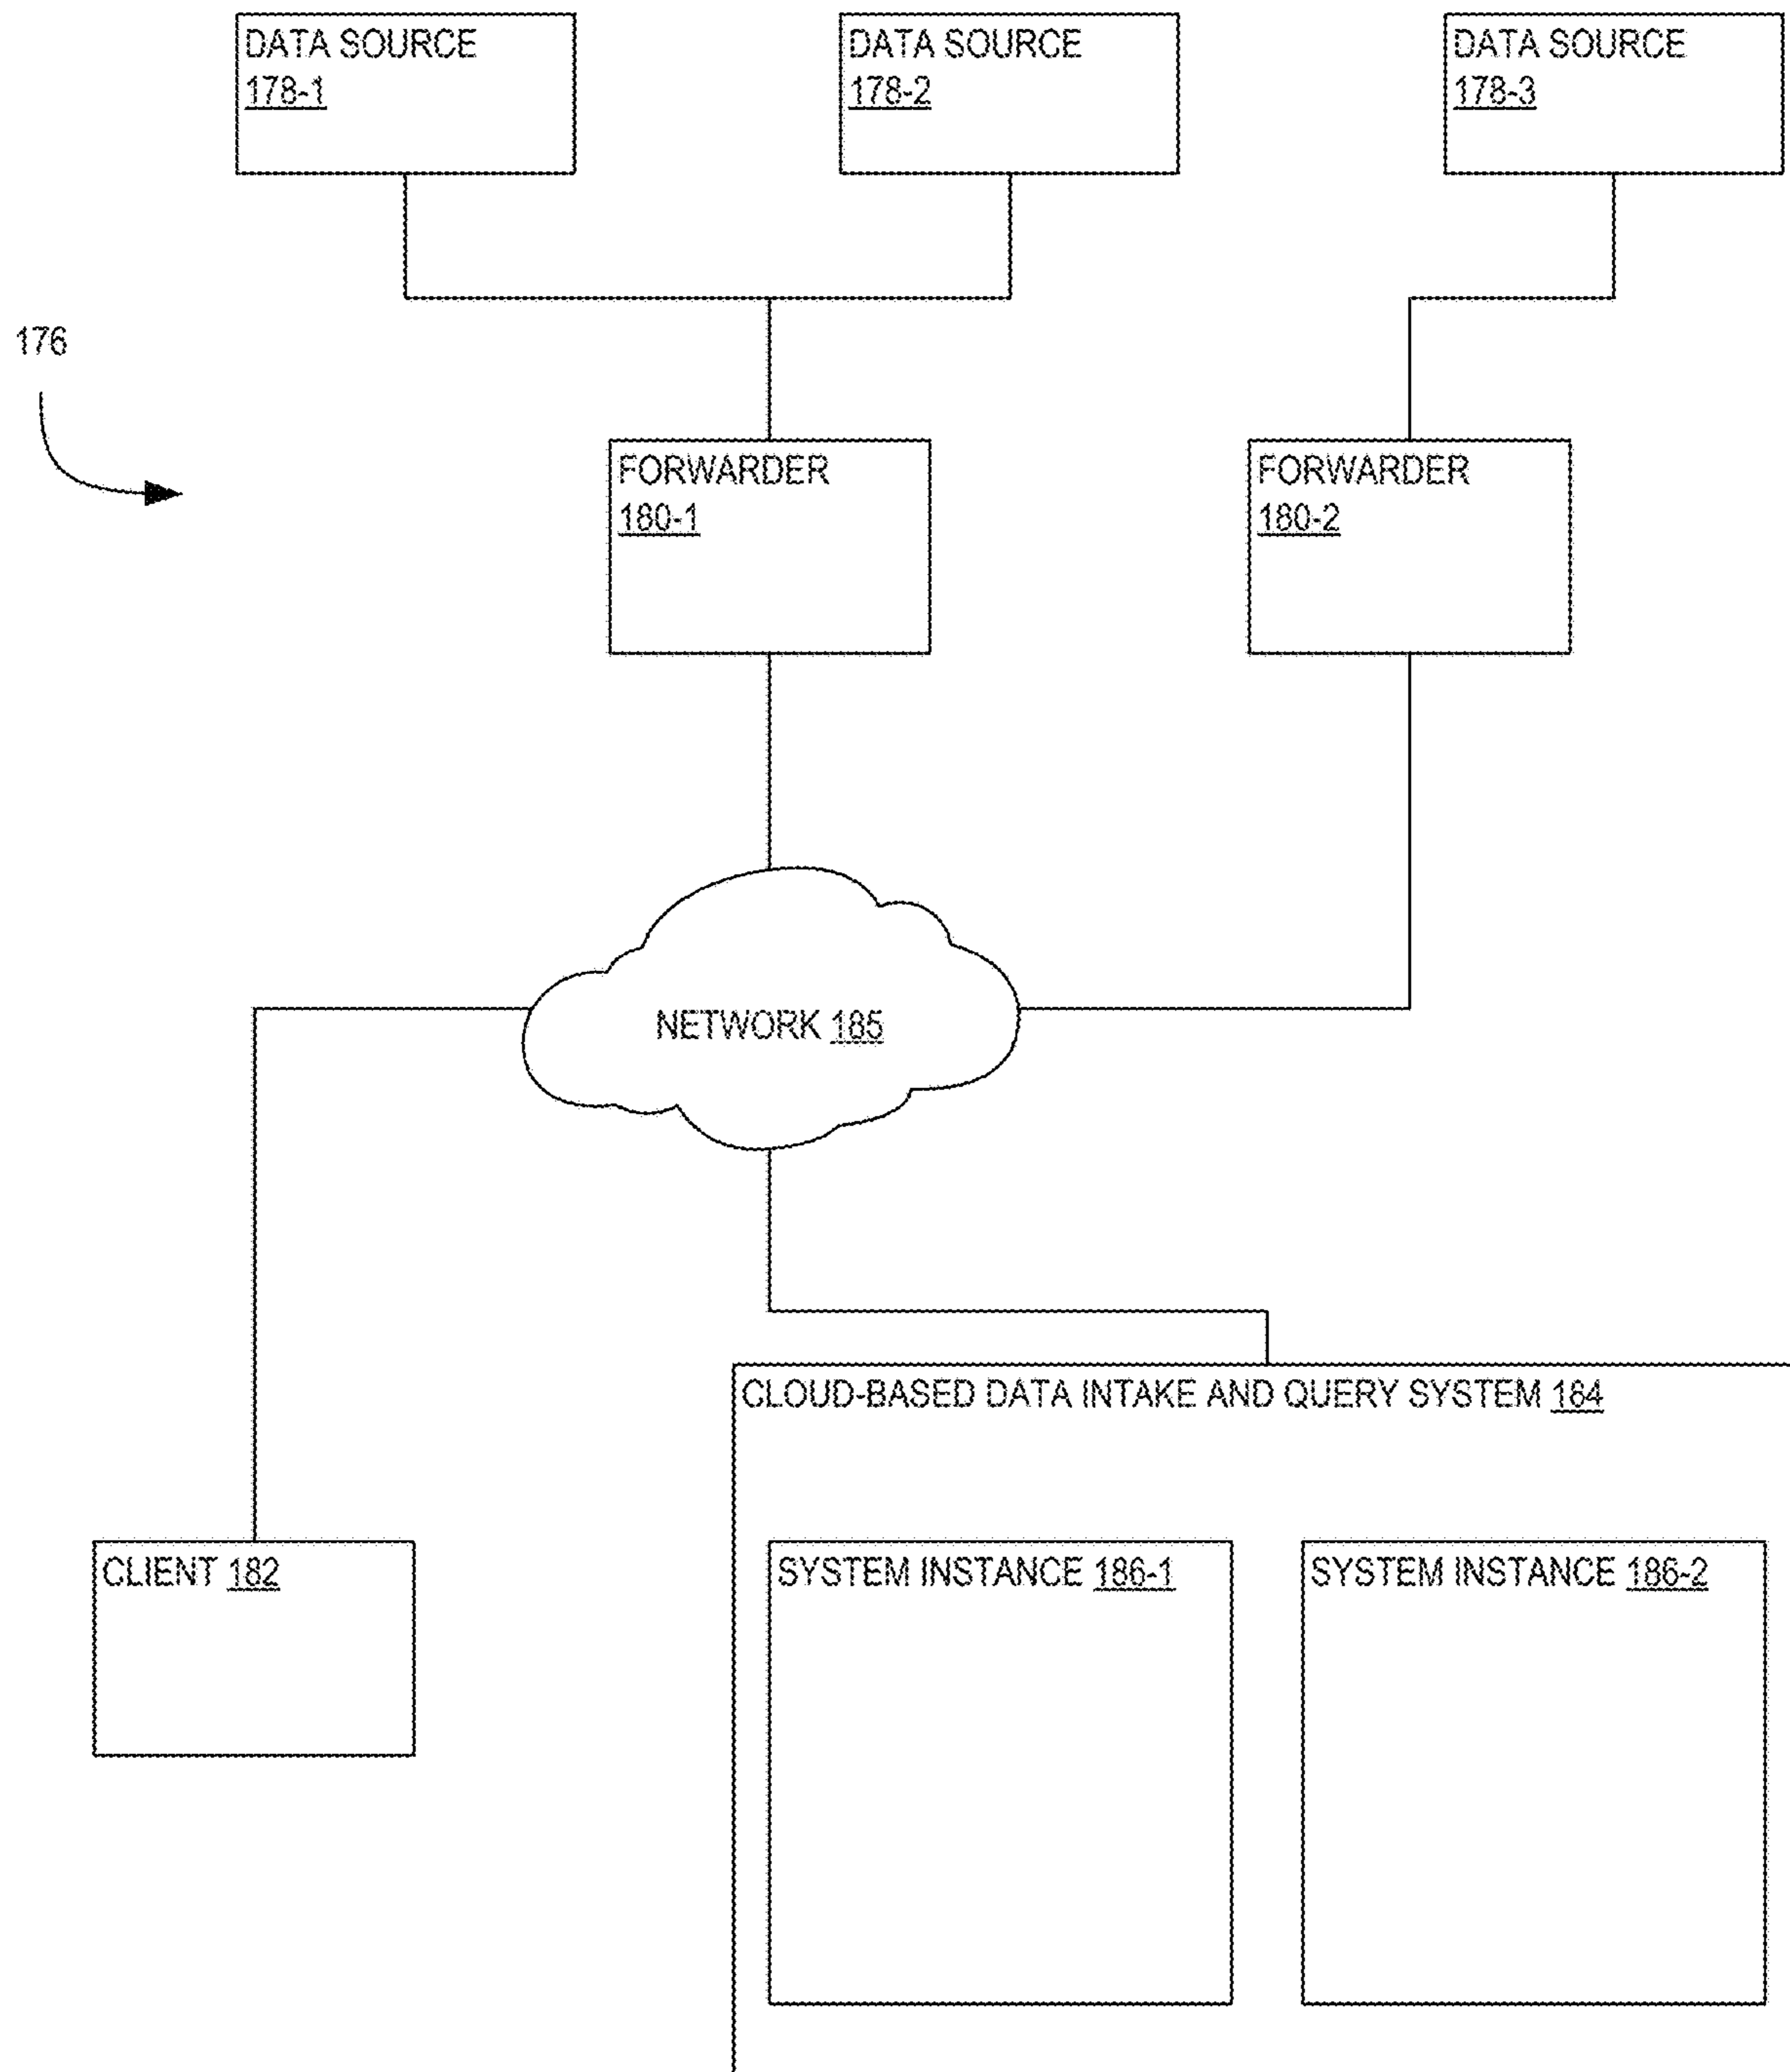 DATA SOURCE
178-1
DATA SOURCE
178-2
DATA SOURCE
178-3
176
FORWARDER
180-1
FORWARDER
180-2
NETWORK 185
CLOUD-BASED DATA INTAKE AND QUERY SYSTEM 184
CLIENT 182
SYSTEM INSTANCE 186-1
SYSTEM INSTANCE 186-2